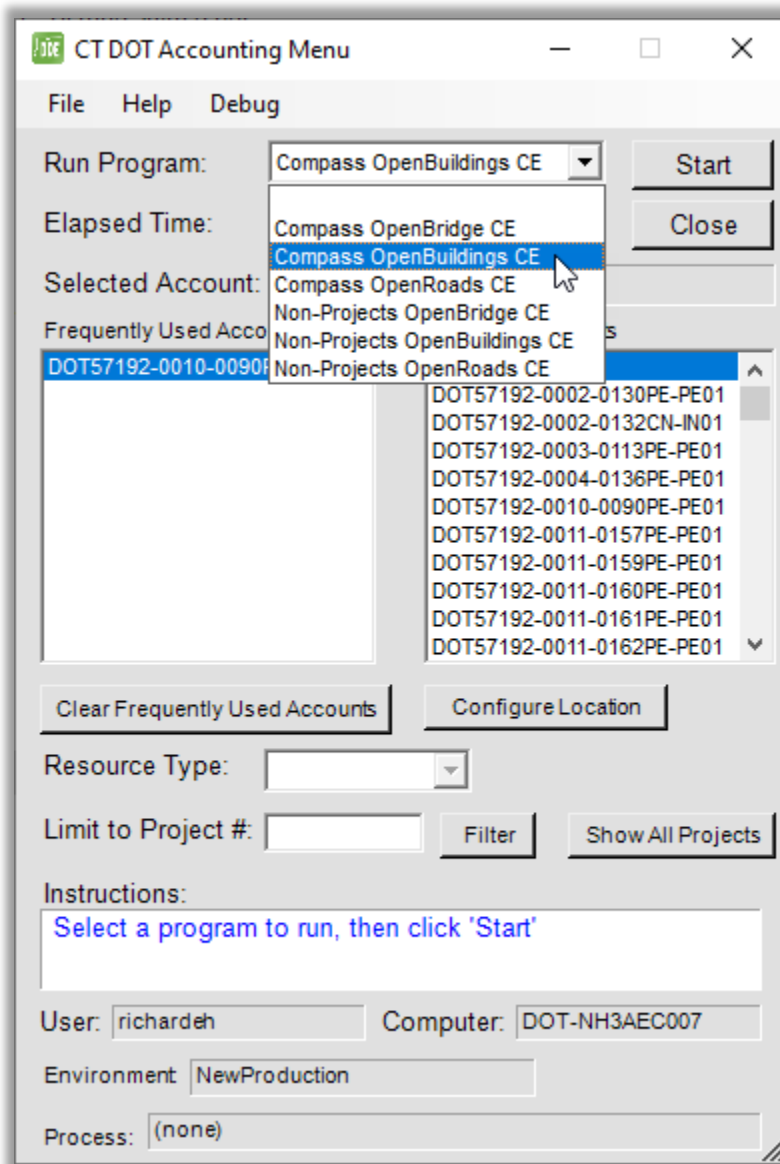 CT DOT Accounting Menu
File Help Debug
Run Program: Compass OpenBuildings CE Start
Elapsed Time: Close
Compass OpenBridge CE
Compass OpenBuildings CE
Selected Account:
Compass OpenRoads CE
Non-Projects OpenBridge CE
Frequently Used Acco
Non-Projects OpenBuildings CE
DOT57192-0010-0090
Non-Projects OpenRoads CE
DOT57192-0002-0130PE-PE01
DOT57192-0002-0132CN-IN01
DOT57192-0003-0113PE-PE01
DOT57192-0004-0136PE-PE01
DOT57192-0010-0090PE-PE01
DOT57192-0011-0157PE-PE01
DOT57192-0011-0159PE-PE01
DOT57192-0011-0160PE-PE01
DOT57192-0011-0161PE-PE01
DOT57192-0011-0162PE-PE01
Clear Frequently Used Accounts Configure Location
Resource Type:
Limit to Project #: Filter Show All Projects
Instructions:
Select a program to run, then click 'Start'
User: richardeh Computer: DOT-NH3AEC007
Environment NewProduction
Process: (none)